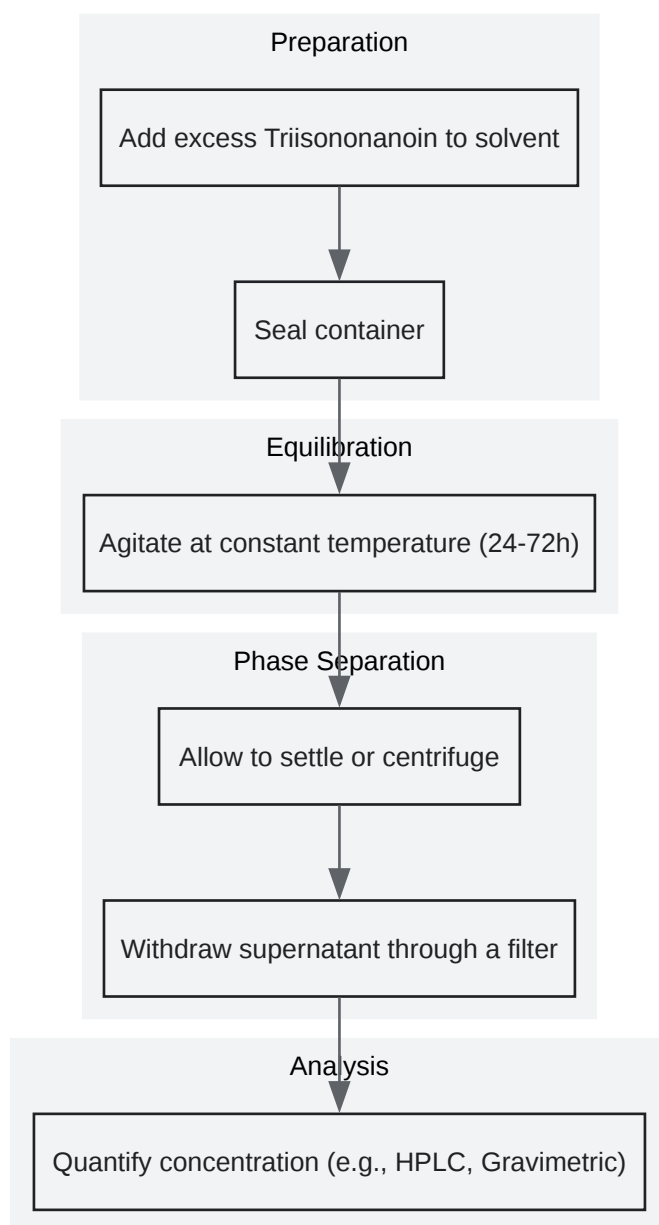 Preparation
Add excess Triisononanoin to solvent
Seal container
Equilibration
Agitate at constant temperature (24-72h)
Phase Separation
Allow to settle or centrifuge
Withdraw supernatant through a filter
Analysis
Quantify concentration (e.g., HPLC, Gravimetric)